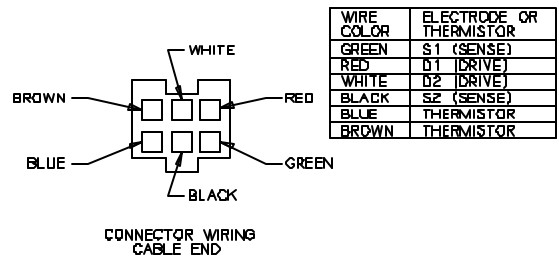 WIRE COLOR ELECTRODE OR THERMISTOR
GREEN S1 (SENSE)
RED D1 (DRIVE)
WHITE D2 (DRIVE)
BLACK S2 (SENSE)
BLUE THERMISTOR
BROWN THERMISTOR
WHITE
BROWN
RED
BLUE
GREEN
BLACK
CONNECTOR WIRING
CABLE END